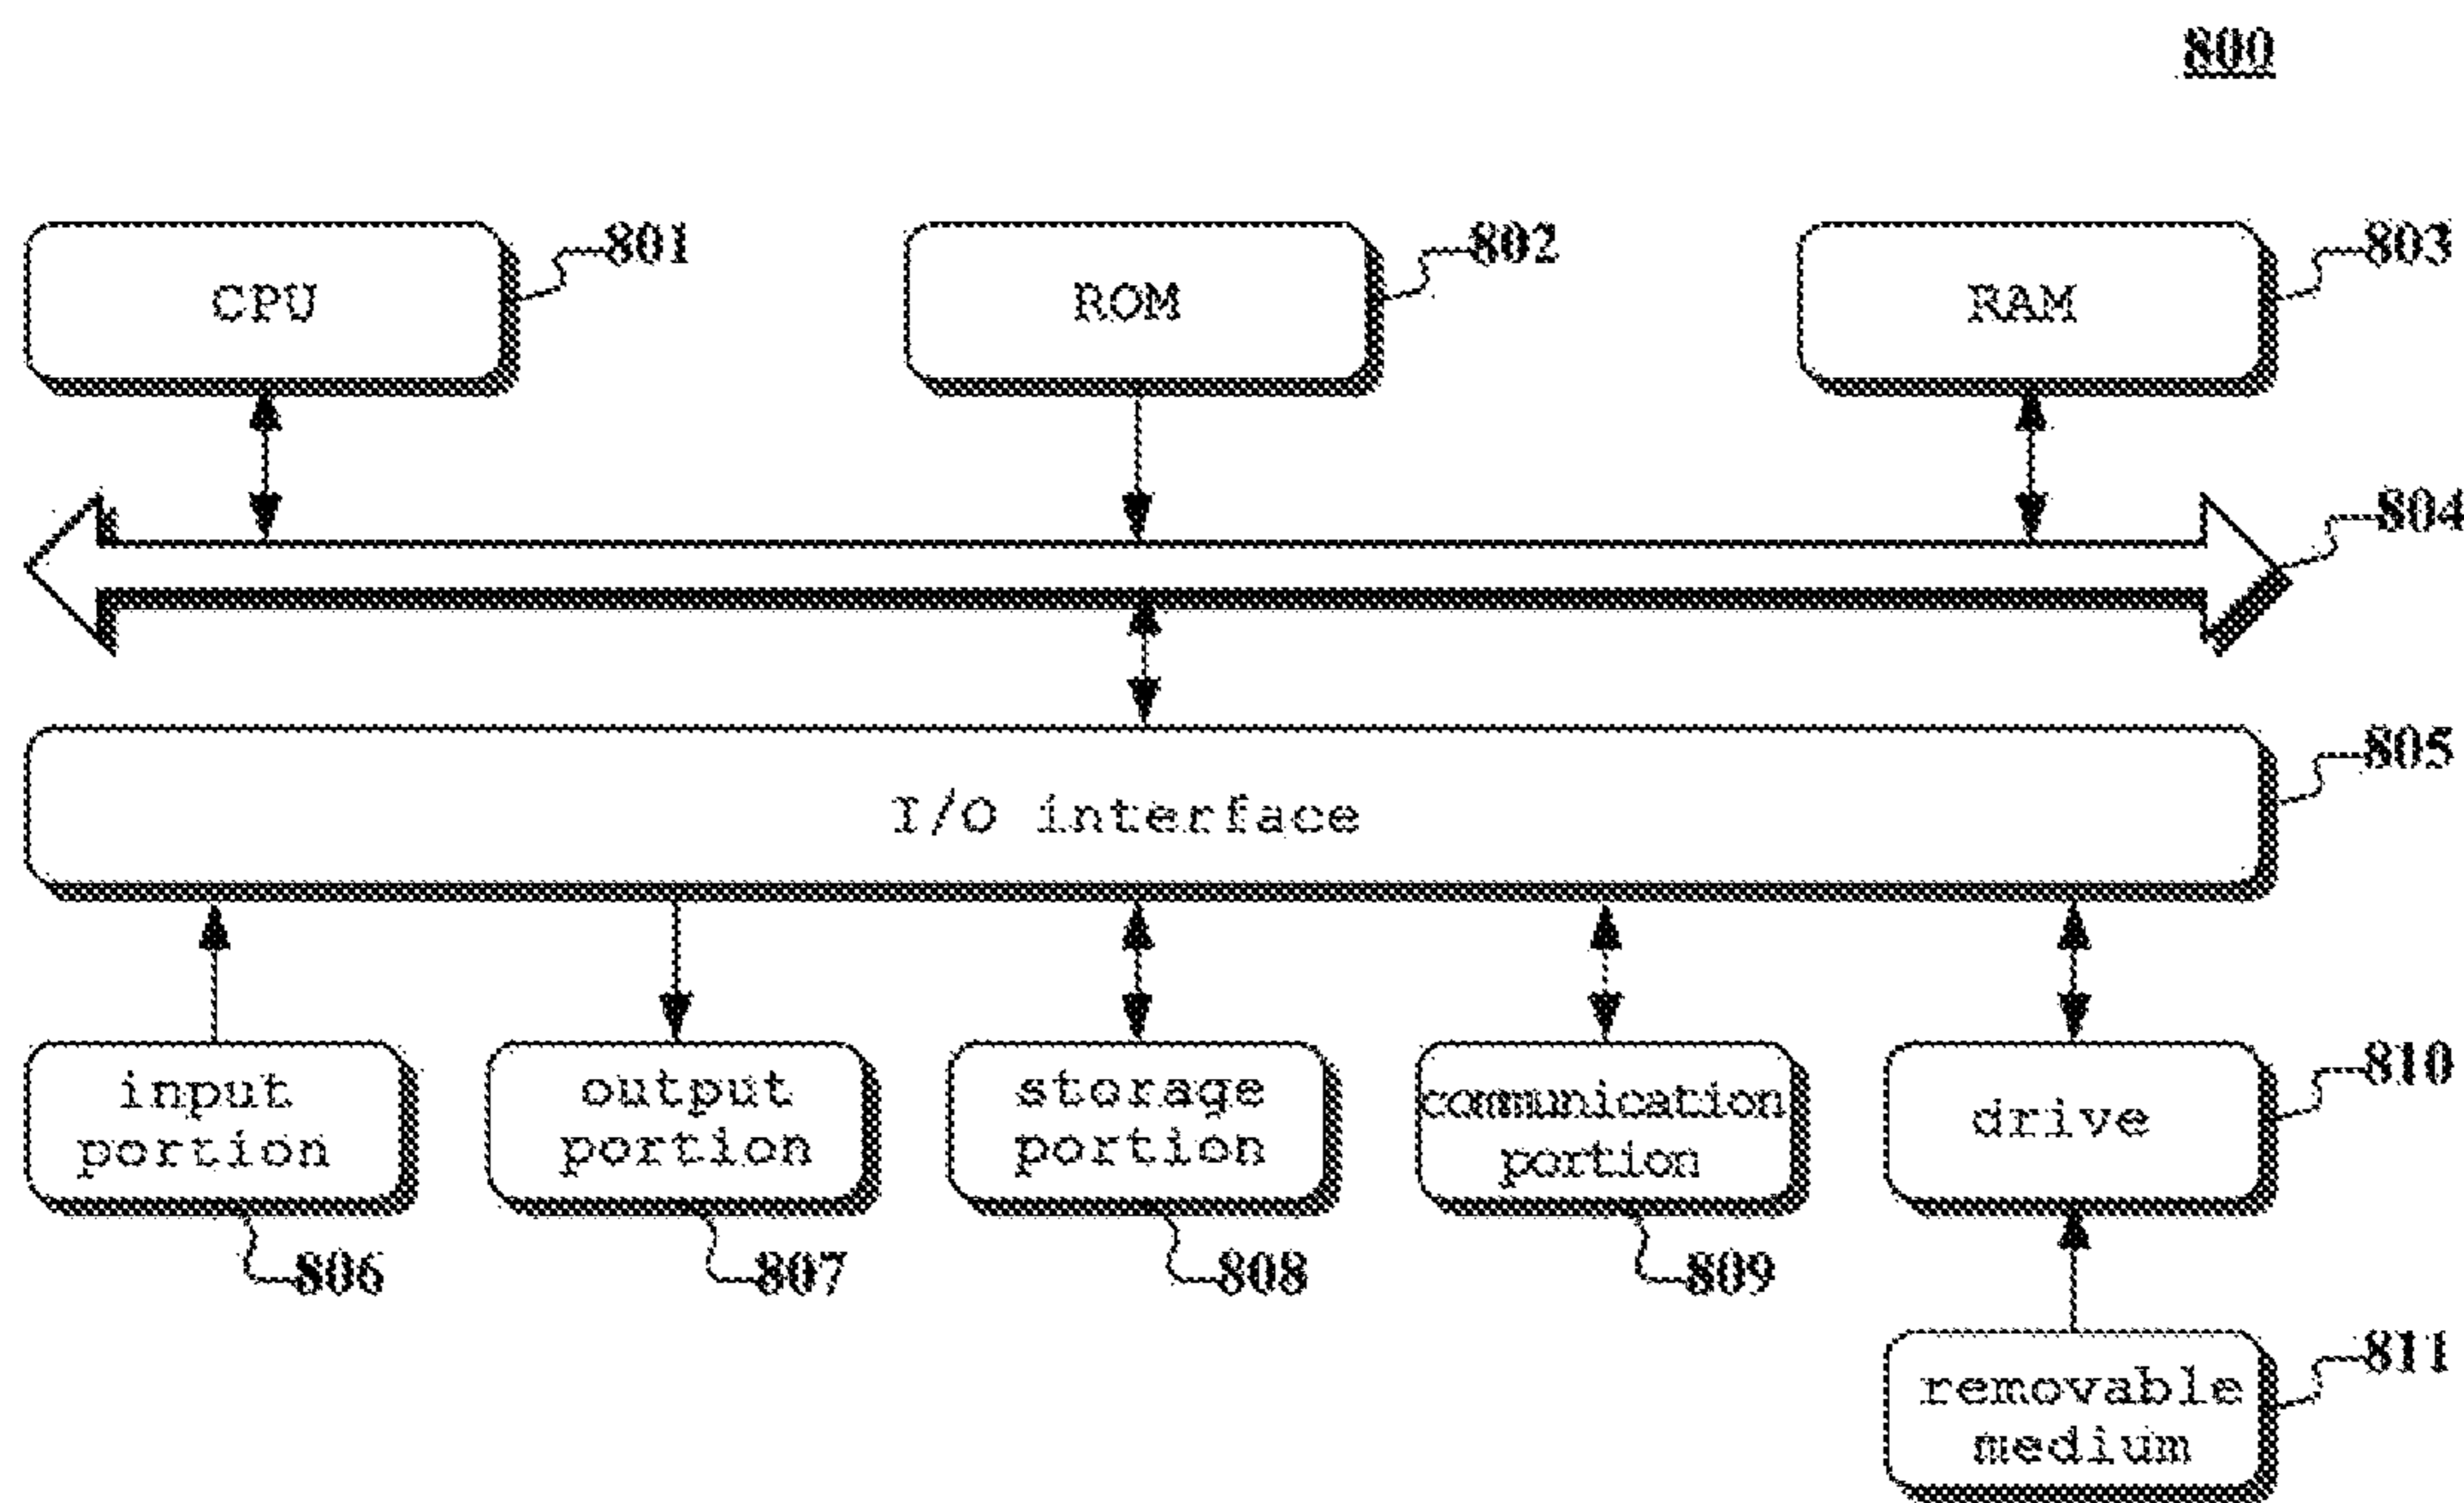 800
CPU
801
ROM
802
RAM
803
804
I/O interface
805
input
portion
806
output
portion
807
storage
portion
808
communication
portion
809
drive
810
removable
medium
811